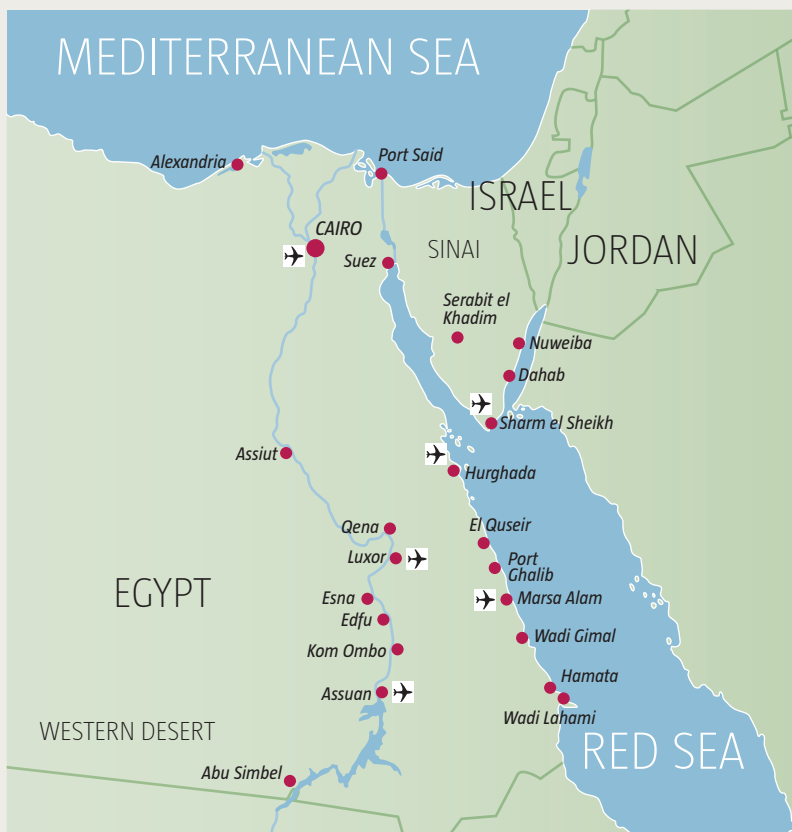 MEDITERRANEAN SEA
Alexandria
Port Said
ISRAEL
CAIRO
SINAI
JORDAN
Suez
Serabit el
Khadim
Nuweiba
Dahab
Sharm el Sheikh
Assiut
Hurghada
Qena
El Quseir
Luxor
Port
Ghalib
EGYPT
Esna
Marsa Alam
Edfu
Wadi Gimal
Kom Ombo
Hamata
Assuan
Wadi Lahami
WESTERN DESERT
RED SEA
Abu Simbel